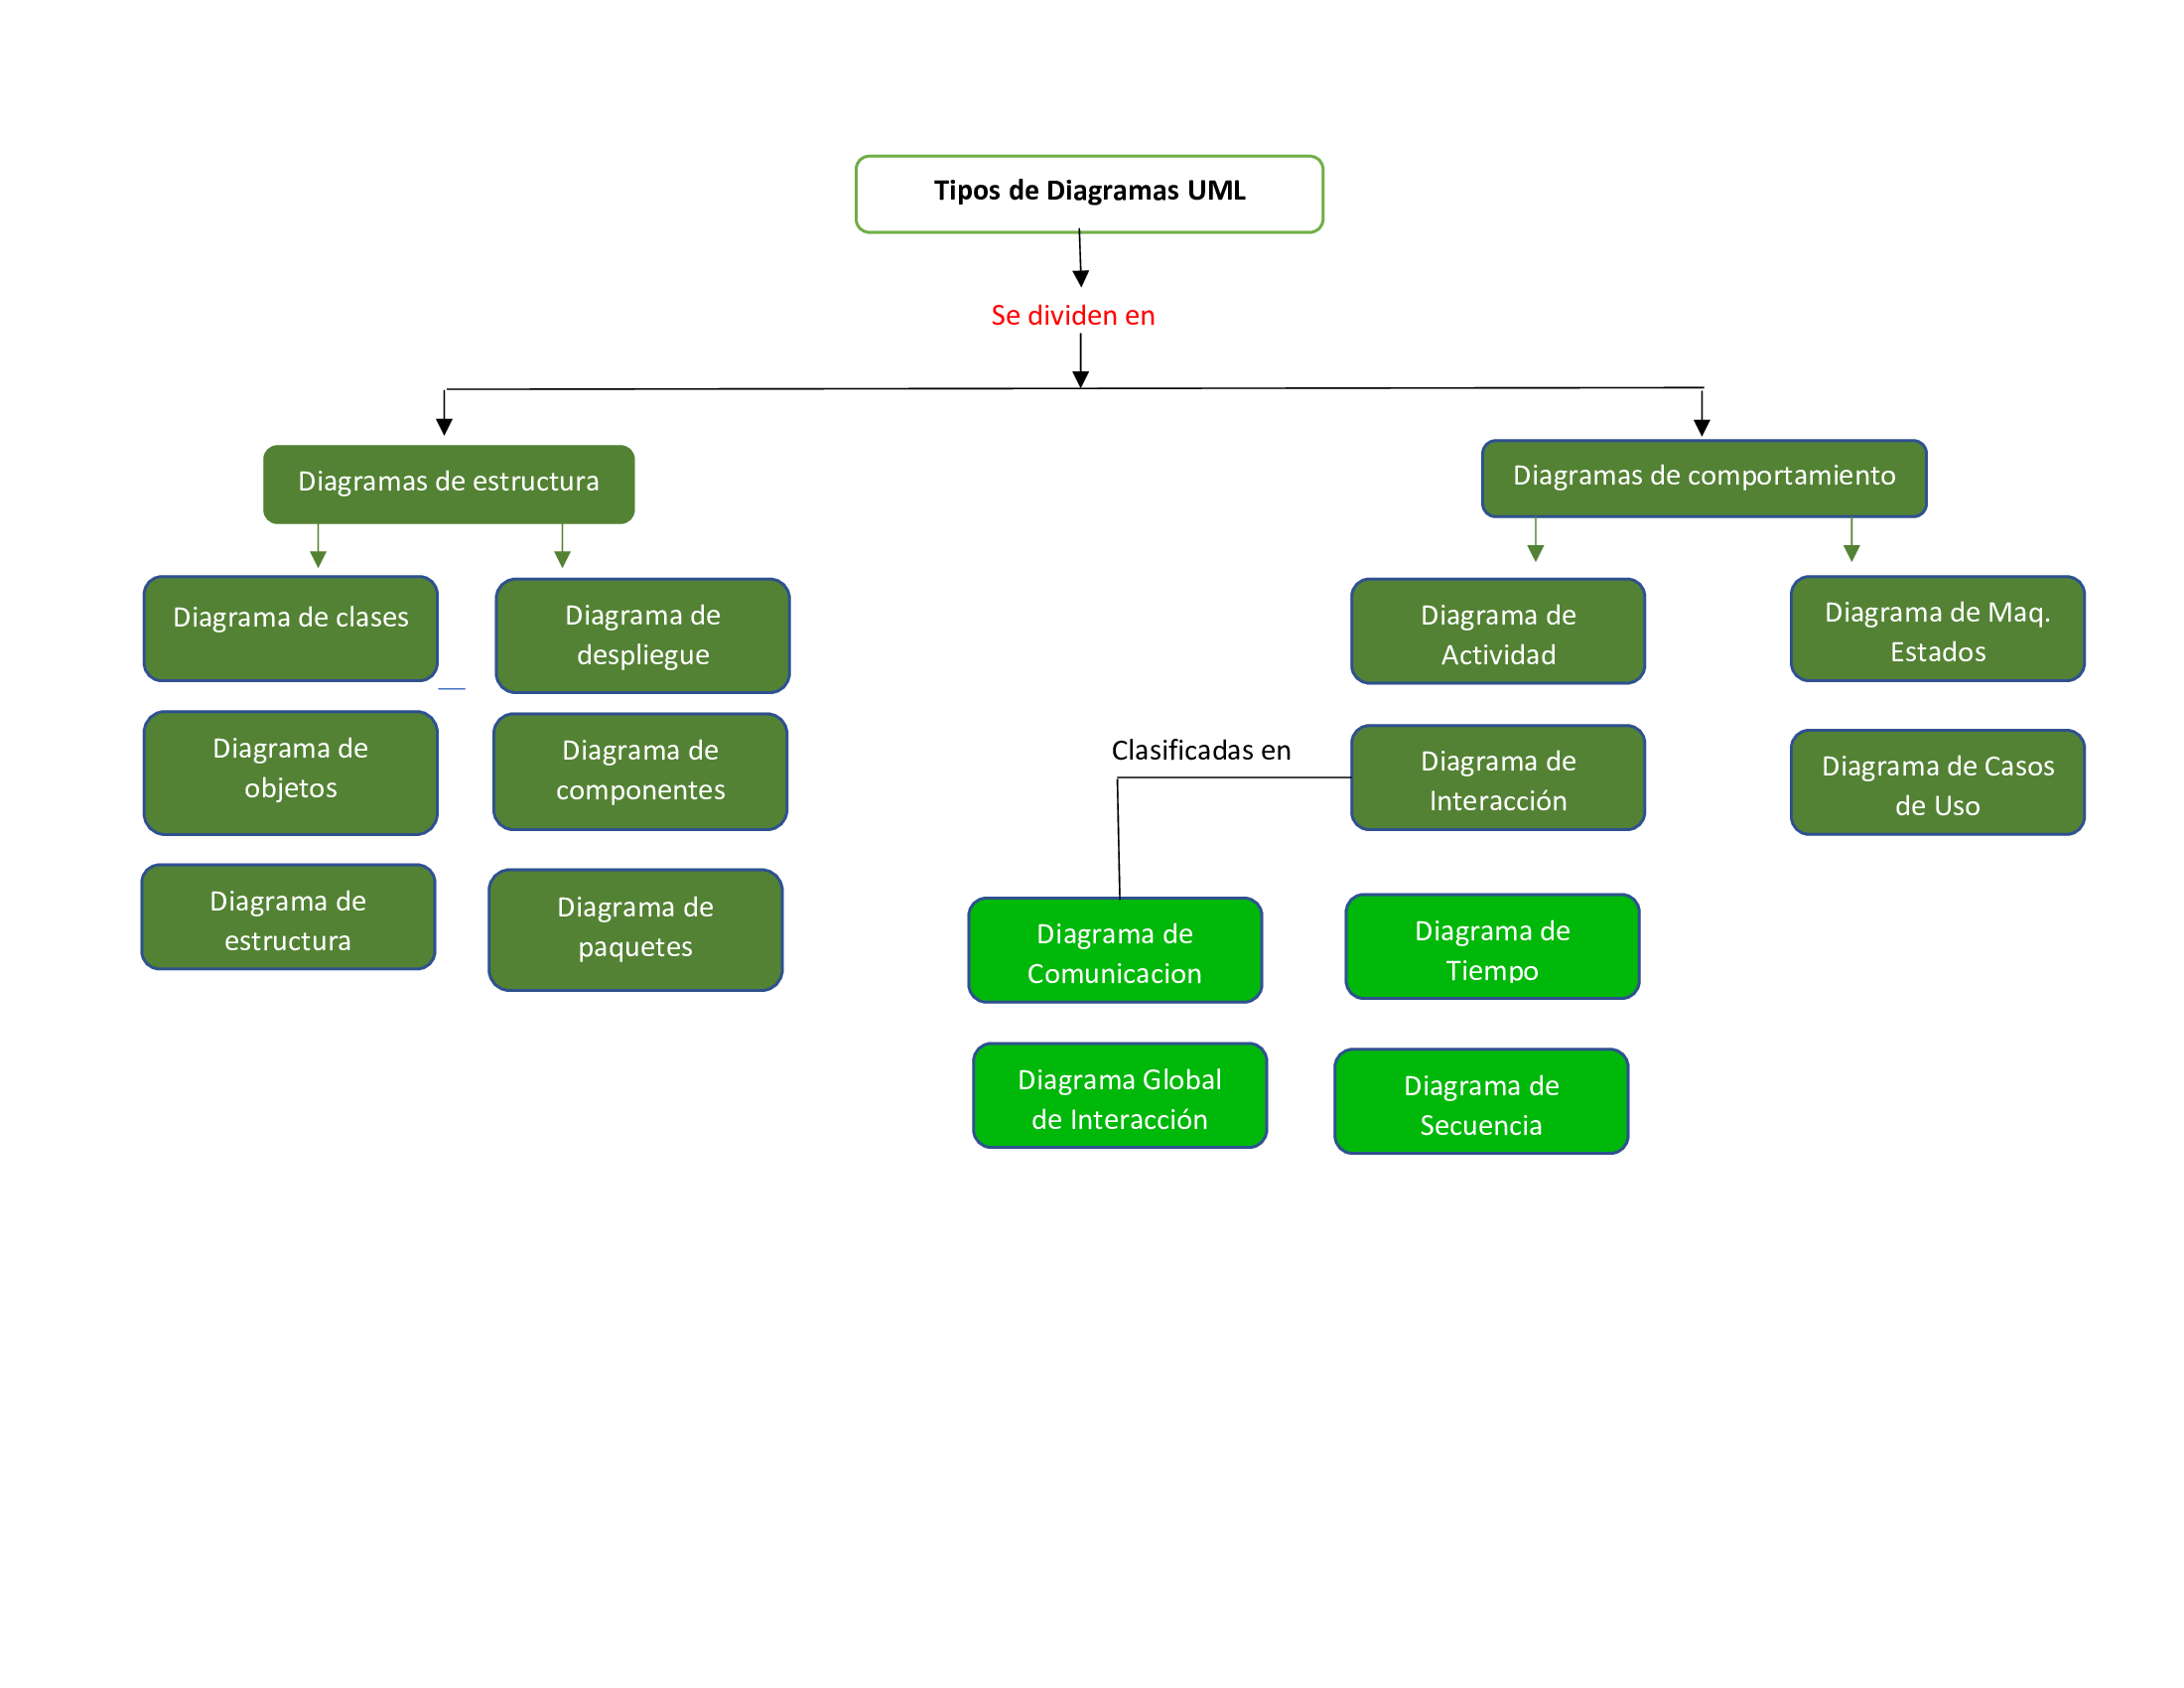 Tipos de Diagramas UML
Se dividen en
Diagramas de estructura
Diagramas de comportamiento
Diagrama de clases
Diagrama de
despliegue
Diagrama de
Actividad
Diagrama de Maq.
Estados
Diagrama de
objetos
Diagrama de
componentes
Clasificadas en
Diagrama de
Interacción
Diagrama de Casos
de Uso
Diagrama de
estructura
Diagrama de
paquetes
Diagrama de
Comunicacion
Diagrama de
Tiempo
Diagrama Global
de Interacción
Diagrama de
Secuencia